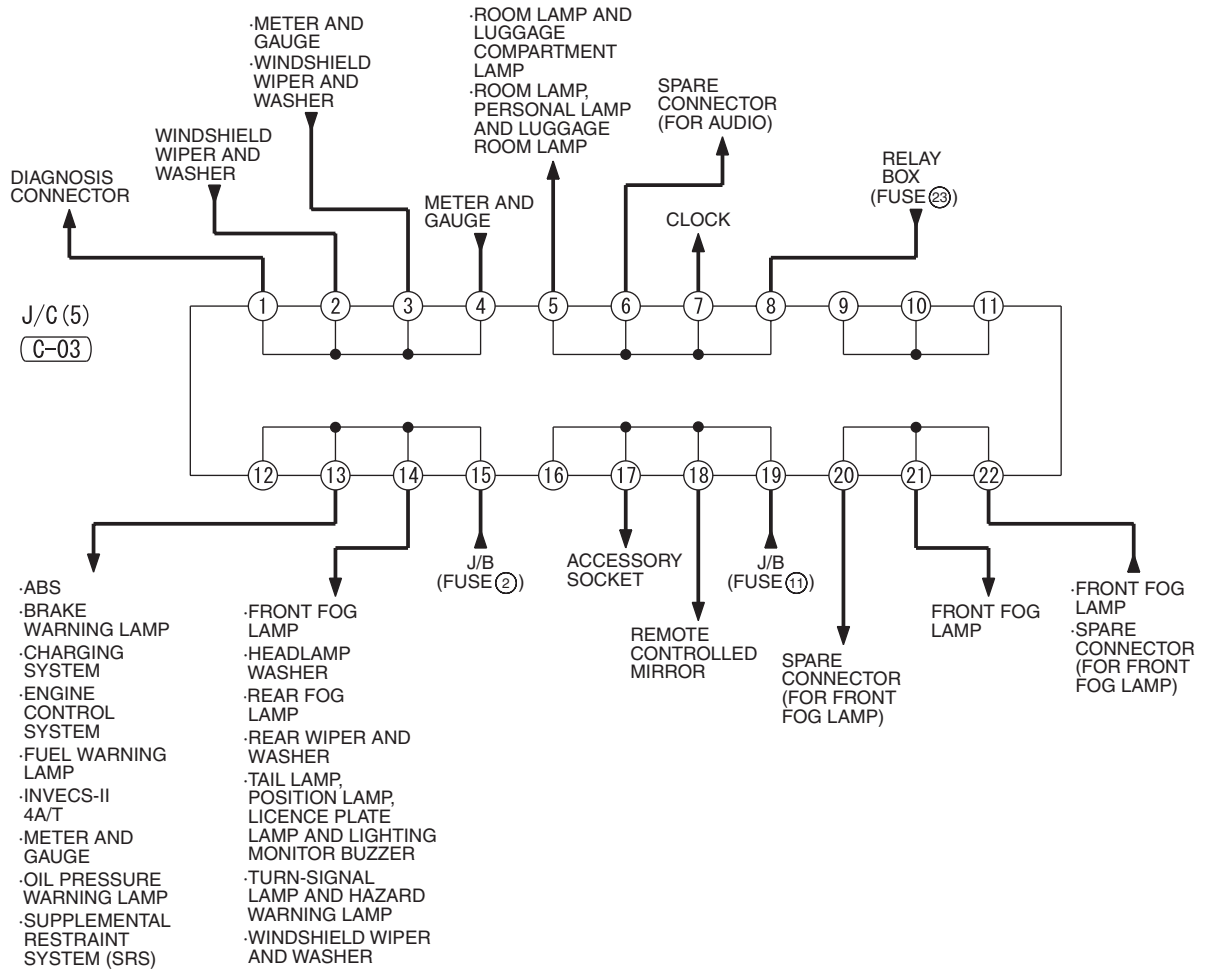 ·METER AND
GAUGE
·WINDSHIELD
WIPER AND
WASHER
·ROOM LAMP AND
LUGGAGE
COMPARTMENT
LAMP
·ROOM LAMP,
PERSONAL LAMP
AND LUGGAGE
ROOM LAMP
SPARE
CONNECTOR
(FOR AUDIO)
WINDSHIELD
WIPER AND
WASHER
DIAGNOSIS
CONNECTOR
METER AND
GAUGE
CLOCK
RELAY
BOX
(FUSE 23)
J/C (5)
C-03
1 2 3 4 5 6 7 8 9 10 11
12 13 14 15 16 17 18 19 20 21 22
·ABS
·BRAKE
WARNING LAMP
·CHARGING
SYSTEM
·ENGINE
CONTROL
SYSTEM
·FUEL WARNING
LAMP
·INVECS-II
4A/T
·METER AND
GAUGE
·OIL PRESSURE
WARNING LAMP
·SUPPLEMENTAL
RESTRAINT
SYSTEM (SRS)
·FRONT FOG
LAMP
·HEADLAMP
WASHER
·REAR FOG
LAMP
·REAR WIPER AND
WASHER
·TAIL LAMP,
POSITION LAMP,
LICENCE PLATE
LAMP AND LIGHTING
MONITOR BUZZER
·TURN-SIGNAL
LAMP AND HAZARD
WARNING LAMP
·WINDSHIELD WIPER
AND WASHER
J/B
(FUSE 2)
ACCESSORY
SOCKET
REMOTE
CONTROLLED
MIRROR
J/B
(FUSE 11)
SPARE
CONNECTOR
(FOR FRONT
FOG LAMP)
FRONT FOG
LAMP
·FRONT FOG
LAMP
·SPARE
CONNECTOR
(FOR FRONT
FOG LAMP)